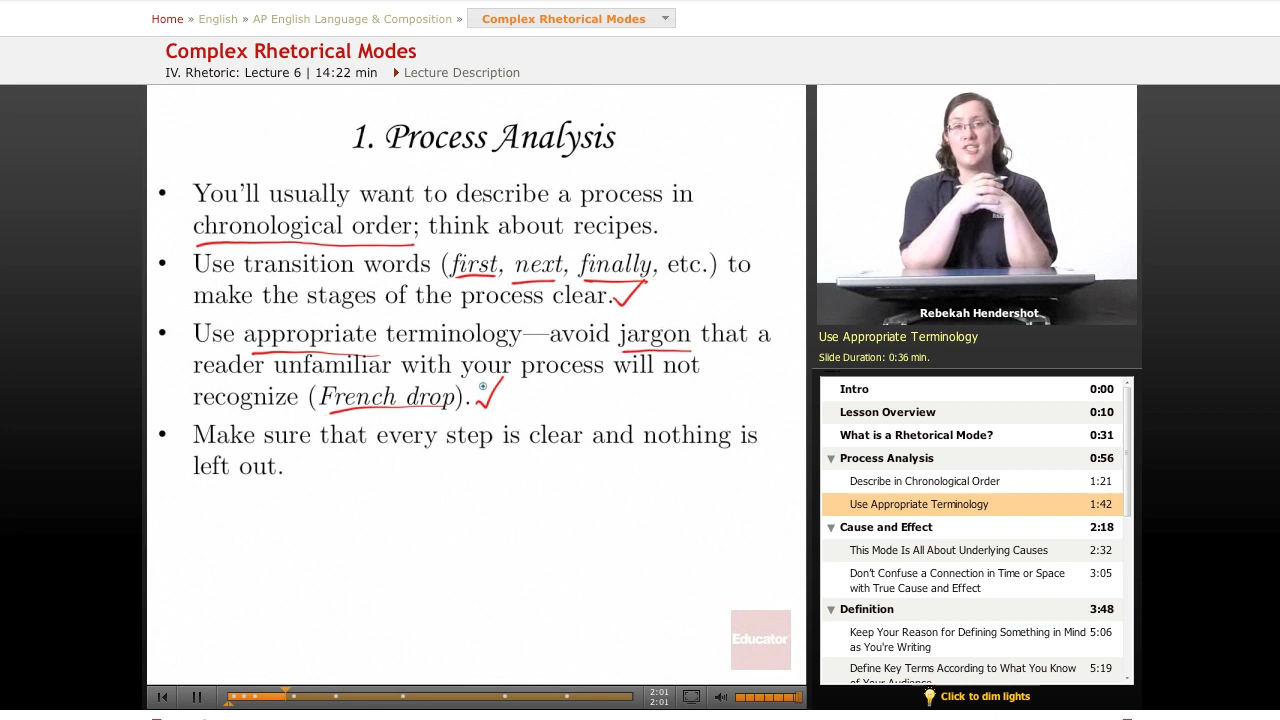 Home » English » AP English Language & Composition » Complex Rhetorical Modes
Complex Rhetorical Modes
IV. Rhetoric: Lecture 6 | 14:22 min Lecture Description
1. Process Analysis
• You'll usually want to describe a process in
chronological order; think about recipes.
• Use transition words (first, next, finally, etc.) to
make the stages of the process clear.
• Use appropriate terminology—avoid jargon that a
reader unfamiliar with your process will not
recognize (French drop).
• Make sure that every step is clear and nothing is
left out.
Educator
2:01
2:01
Rebekah Hendershot
Use Appropriate Terminology
Slide Duration: 0:36 min.
Intro 0:00
Lesson Overview 0:10
What is a Rhetorical Mode? 0:31
Process Analysis 0:56
Describe in Chronological Order 1:21
Use Appropriate Terminology 1:42
Cause and Effect 2:18
This Mode Is All About Underlying Causes 2:32
Don't Confuse a Connection in Time or Space 3:05
with True Cause and Effect
Definition 3:48
Keep Your Reason for Defining Something in Mind 5:06
as You're Writing
Define Key Terms According to What You Know 5:19
of Your Audience
Click to dim lights